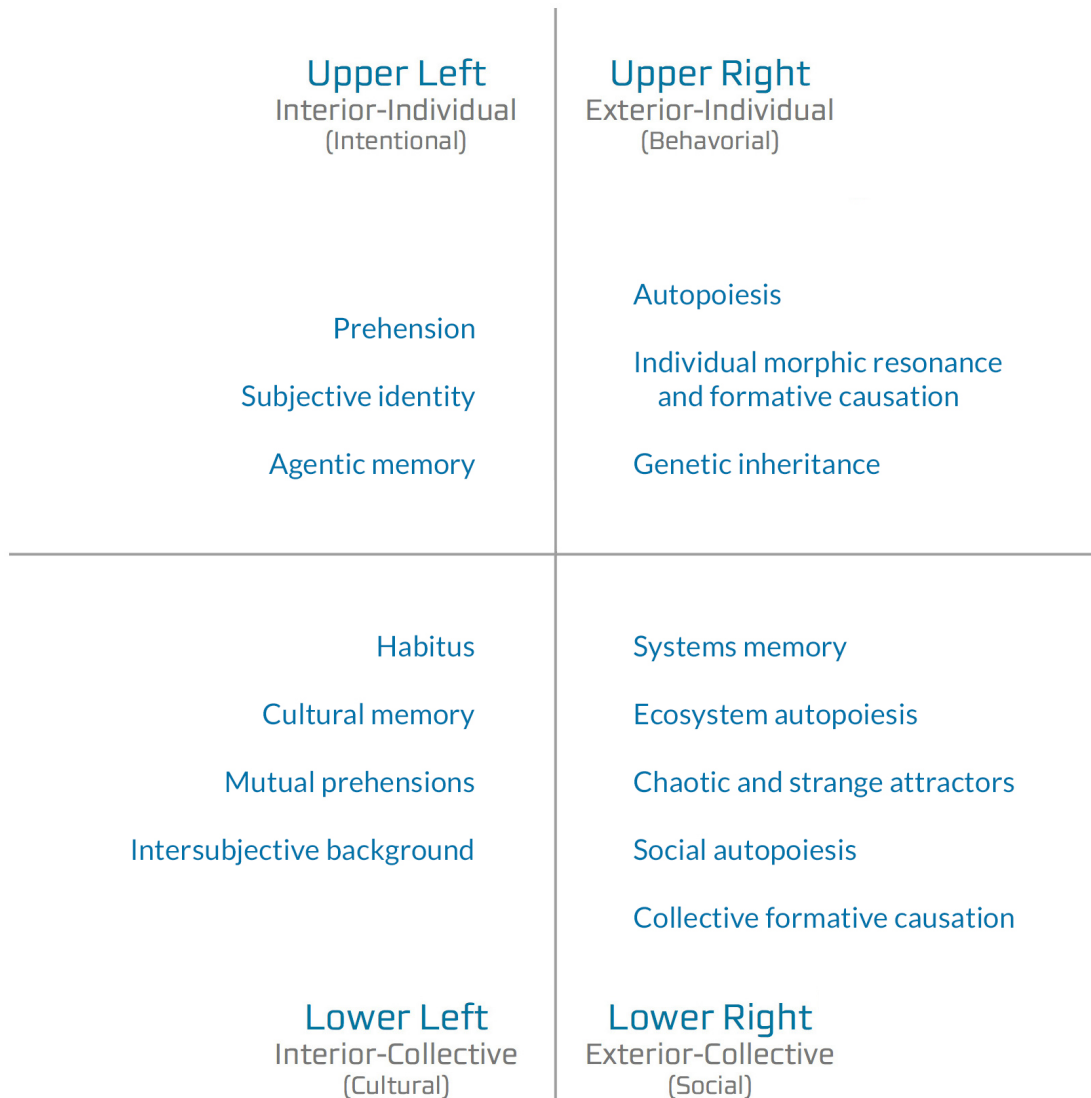 Upper Left
Interior-Individual
(Intentional)
Upper Right
Exterior-Individual
(Behavorial)
Prehension
Subjective identity
Agentic memory
Autopoiesis
Individual morphic resonance
and formative causation
Genetic inheritance
Habitus
Cultural memory
Mutual prehensions
Intersubjective background
Systems memory
Ecosystem autopoiesis
Chaotic and strange attractors
Social autopoiesis
Collective formative causation
Lower Left
Interior-Collective
(Cultural)
Lower Right
Exterior-Collective
(Social)